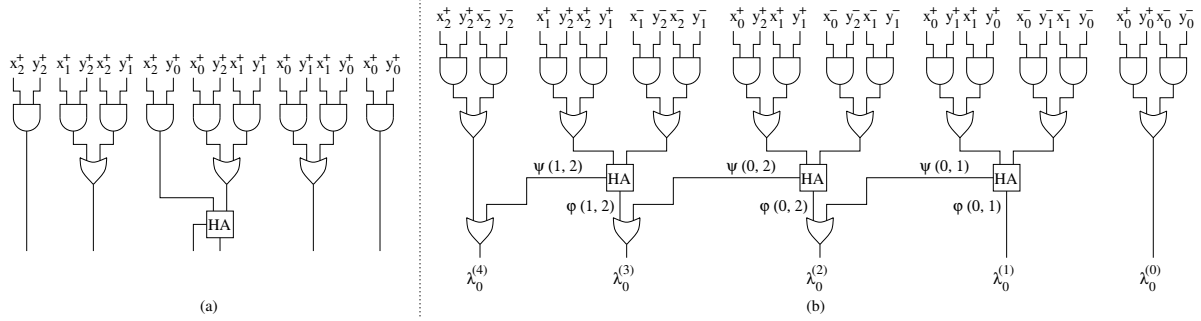 x₂⁺ y₂⁺ x₁⁺ y₂⁺ x₂⁺ y₁⁺ x₂⁺ y₀⁺ x₀⁺ y₂⁺ x₁⁺ y₁⁺ x₀⁺ y₁⁺ x₁⁺ y₀⁺ x₀⁺ y₀⁺
HA
(a)
x₂⁺ y₂⁺ x₂⁻ y₂⁻ x₁⁺ y₂⁺ x₂⁺ y₁⁺ x₁⁻ y₂⁻ x₂⁻ y₁⁻ x₀⁺ y₂⁺ x₁⁺ y₁⁺ x₀⁻ y₂⁻ x₁⁻ y₁⁻ x₀⁺ y₁⁺ x₁⁺ y₀⁺ x₀⁻ y₁⁻ x₁⁻ y₀⁻ x₀⁺ y₀⁺ x₀⁻ y₀⁻
ψ (1, 2) HA ψ (0, 2) HA ψ (0, 1) HA
φ (1, 2) φ (0, 2) φ (0, 1)
λ₀⁽⁴⁾ λ₀⁽³⁾ λ₀⁽²⁾ λ₀⁽¹⁾ λ₀⁽⁰⁾
(b)